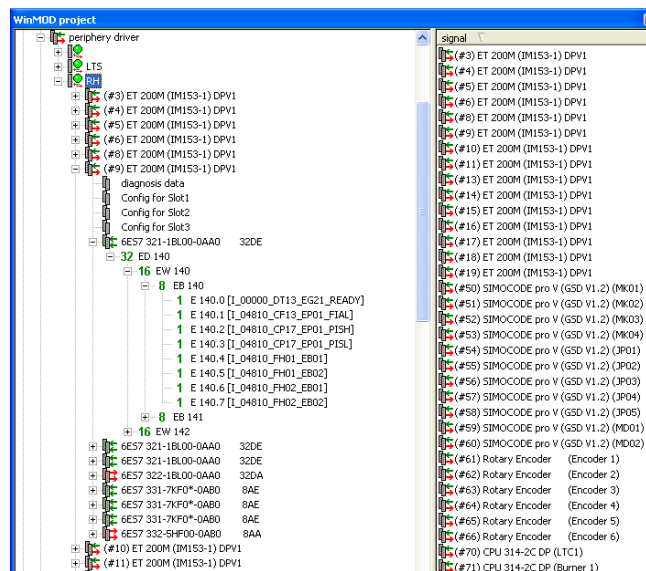 WinMOD project
periphery driver
LTS
RH
(#3) ET 200M (IM153-1) DPV1
(#4) ET 200M (IM153-1) DPV1
(#5) ET 200M (IM153-1) DPV1
(#6) ET 200M (IM153-1) DPV1
(#8) ET 200M (IM153-1) DPV1
(#9) ET 200M (IM153-1) DPV1
diagnosis data
Config for Slot1
Config for Slot2
Config for Slot3
6ES7 321-1BL00-0AA0 32DE
32 ED 140
16 EW 140
8 EB 140
1 E 140.0 [I_00000_DT13_EG21_READY]
1 E 140.1 [I_04810_CF13_EP01_FIAL]
1 E 140.2 [I_04810_CP17_EP01_PISH]
1 E 140.3 [I_04810_CP17_EP01_PISL]
1 E 140.4 [I_04810_FH01_EB01]
1 E 140.5 [I_04810_FH01_EB02]
1 E 140.6 [I_04810_FH02_EB01]
1 E 140.7 [I_04810_FH02_EB02]
8 EB 141
16 EW 142
6ES7 321-1BL00-0AA0 32DE
6ES7 321-1BL00-0AA0 32DE
6ES7 322-1BL00-0AA0 32DA
6ES7 331-7KF0*-0AB0 8AE
6ES7 331-7KF0*-0AB0 8AE
6ES7 331-7KF0*-0AB0 8AE
6ES7 332-5HF00-0AB0 8AA
(#10) ET 200M (IM153-1) DPV1
(#11) ET 200M (IM153-1) DPV1
signal
(#3) ET 200M (IM153-1) DPV1
(#4) ET 200M (IM153-1) DPV1
(#5) ET 200M (IM153-1) DPV1
(#6) ET 200M (IM153-1) DPV1
(#8) ET 200M (IM153-1) DPV1
(#9) ET 200M (IM153-1) DPV1
(#10) ET 200M (IM153-1) DPV1
(#11) ET 200M (IM153-1) DPV1
(#13) ET 200M (IM153-1) DPV1
(#14) ET 200M (IM153-1) DPV1
(#15) ET 200M (IM153-1) DPV1
(#16) ET 200M (IM153-1) DPV1
(#17) ET 200M (IM153-1) DPV1
(#18) ET 200M (IM153-1) DPV1
(#19) ET 200M (IM153-1) DPV1
(#50) SIMOCODE pro V (GSD V1.2) (MK01)
(#51) SIMOCODE pro V (GSD V1.2) (MK02)
(#52) SIMOCODE pro V (GSD V1.2) (MK03)
(#53) SIMOCODE pro V (GSD V1.2) (MK04)
(#54) SIMOCODE pro V (GSD V1.2) (JP01)
(#55) SIMOCODE pro V (GSD V1.2) (JP02)
(#56) SIMOCODE pro V (GSD V1.2) (JP03)
(#57) SIMOCODE pro V (GSD V1.2) (JP04)
(#58) SIMOCODE pro V (GSD V1.2) (JP05)
(#59) SIMOCODE pro V (GSD V1.2) (MD01)
(#60) SIMOCODE pro V (GSD V1.2) (MD02)
(#61) Rotary Encoder (Encoder 1)
(#62) Rotary Encoder (Encoder 2)
(#63) Rotary Encoder (Encoder 3)
(#64) Rotary Encoder (Encoder 4)
(#65) Rotary Encoder (Encoder 5)
(#66) Rotary Encoder (Encoder 6)
(#70) CPU 314-2C DP (LTC1)
(#71) CPU 314-2C DP (Burner 1)